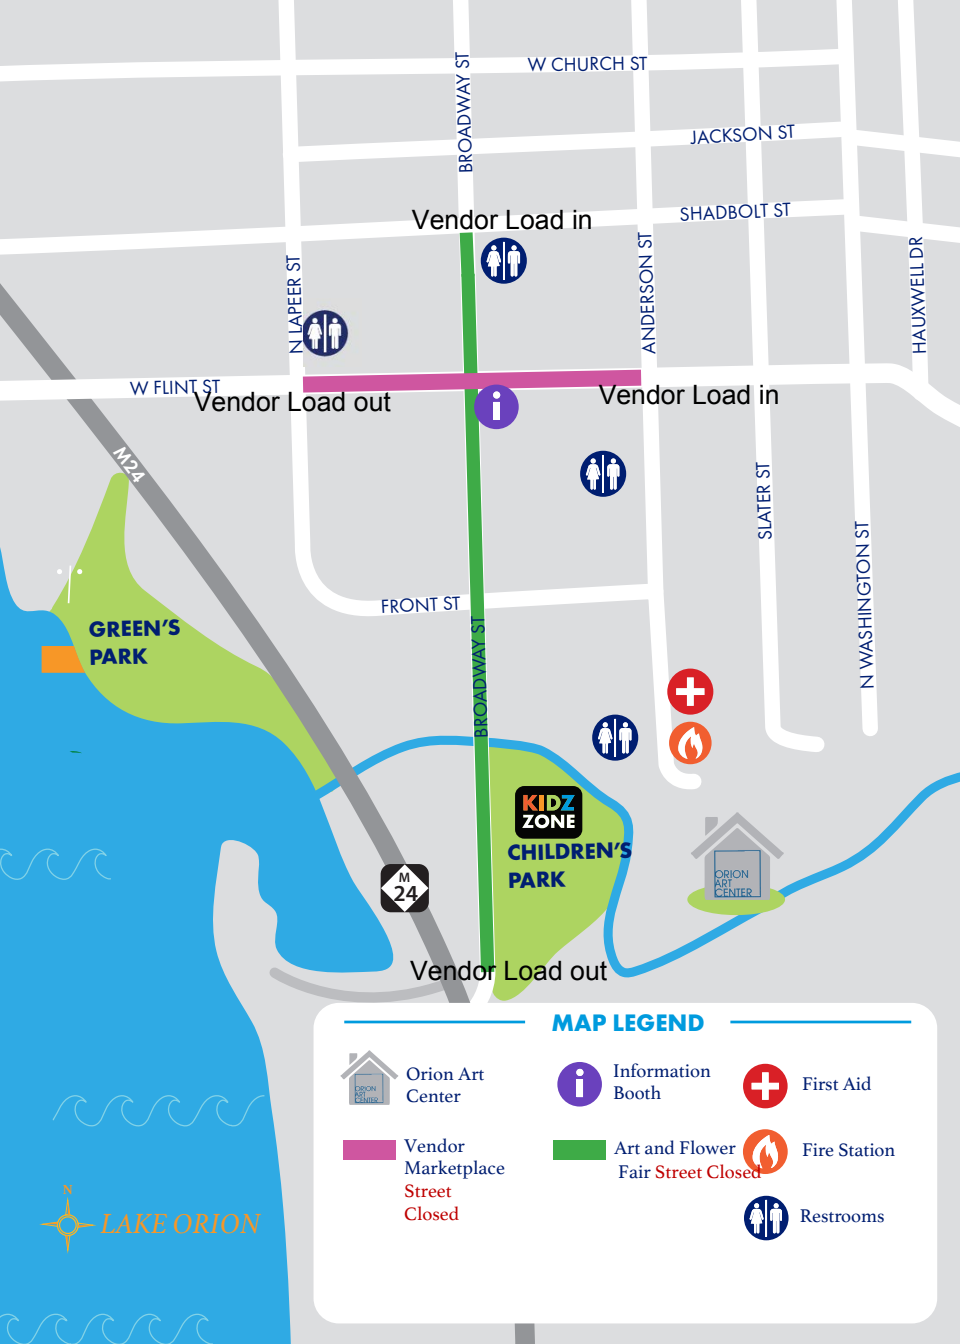 W CHURCH ST
BROADWAY ST
JACKSON ST
SHADBOLT ST
Vendor Load in
N LAPEER ST
ANDERSON ST
HAUXWELL DR
W FLINT ST
Vendor Load out
Vendor Load in
M24
SLATER ST
N WASHINGTON ST
FRONT ST
GREEN'S
PARK
BROADWAY ST
KIDZ
ZONE
CHILDREN'S
PARK
M
24
ORION
ART
CENTER
Vendor Load out
MAP LEGEND
ORION
ART
CENTER
Orion Art
Center
Information
Booth
First Aid
Vendor
Marketplace
Street
Closed
Art and Flower
Fair Street Closed
Fire Station
Restrooms
N
LAKE ORION